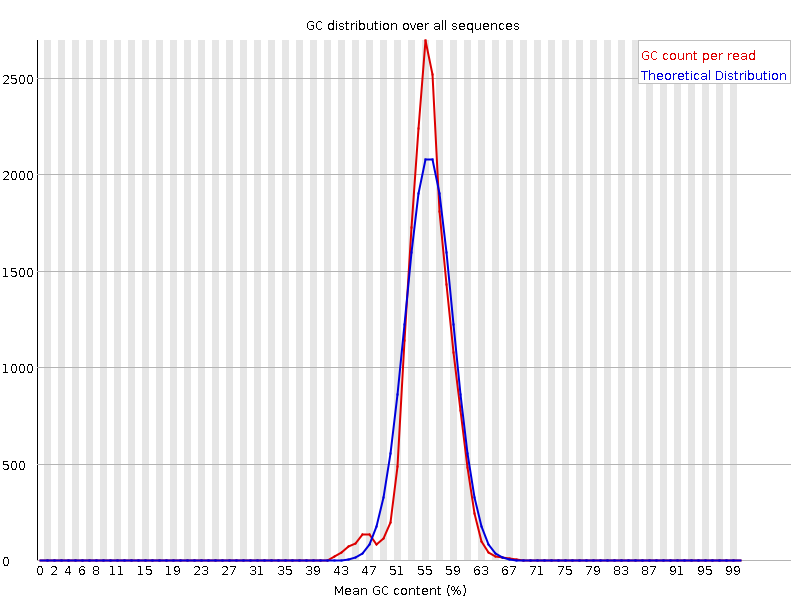 GC distribution over all sequences
GC count per read
Theoretical Distribution
2500
2000
1500
1000
500
0
0 2 4 6 8 11 15 19 23 27 31 35 39 43 47 51 55 59 63 67 71 75 79 83 87 91 95 99
Mean GC content (%)